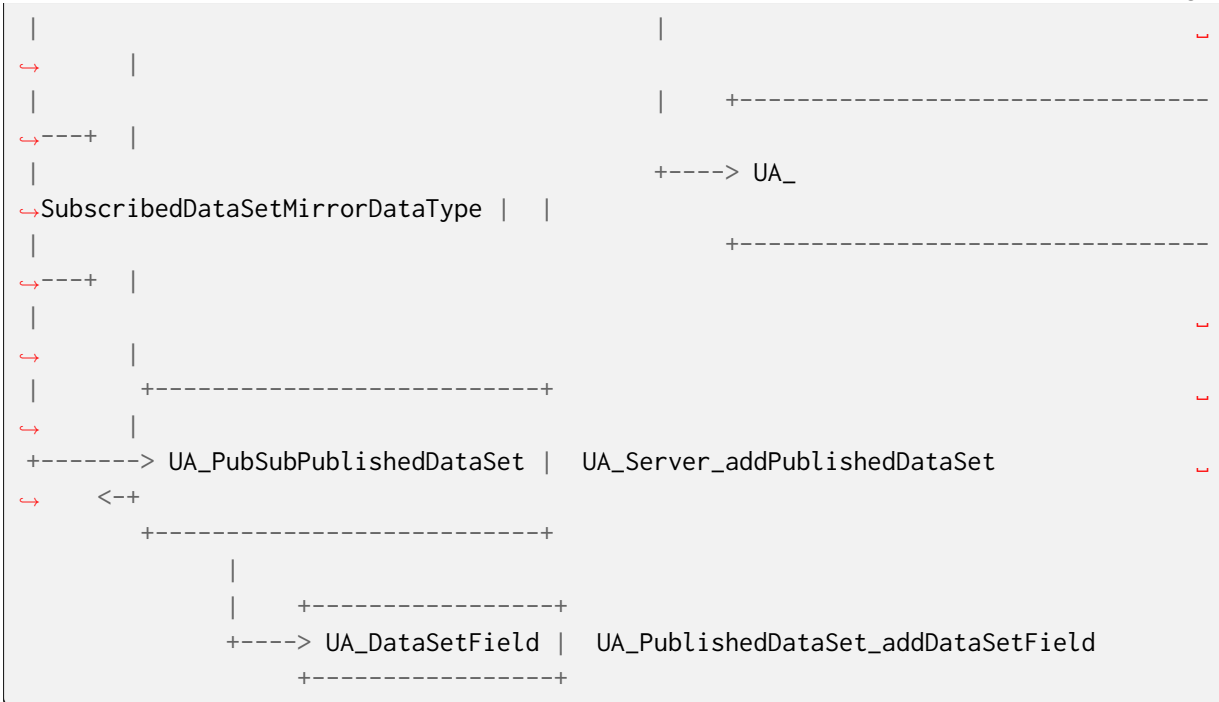 |                                            |                                     ␣
↪       |
|                                            |    +---------------------------------
↪---+  |
|                                            +----> UA_
↪SubscribedDataSetMirrorDataType |  |
|                                                 +---------------------------------
↪---+  |
|                                                                                  ␣
↪       |
|       +---------------------------+                                              ␣
↪       |
+-------> UA_PubSubPublishedDataSet |  UA_Server_addPublishedDataSet              ␣
↪    <-+
        +---------------------------+
              |
              |    +-----------------+
              +----> UA_DataSetField |  UA_PublishedDataSet_addDataSetField
                   +-----------------+